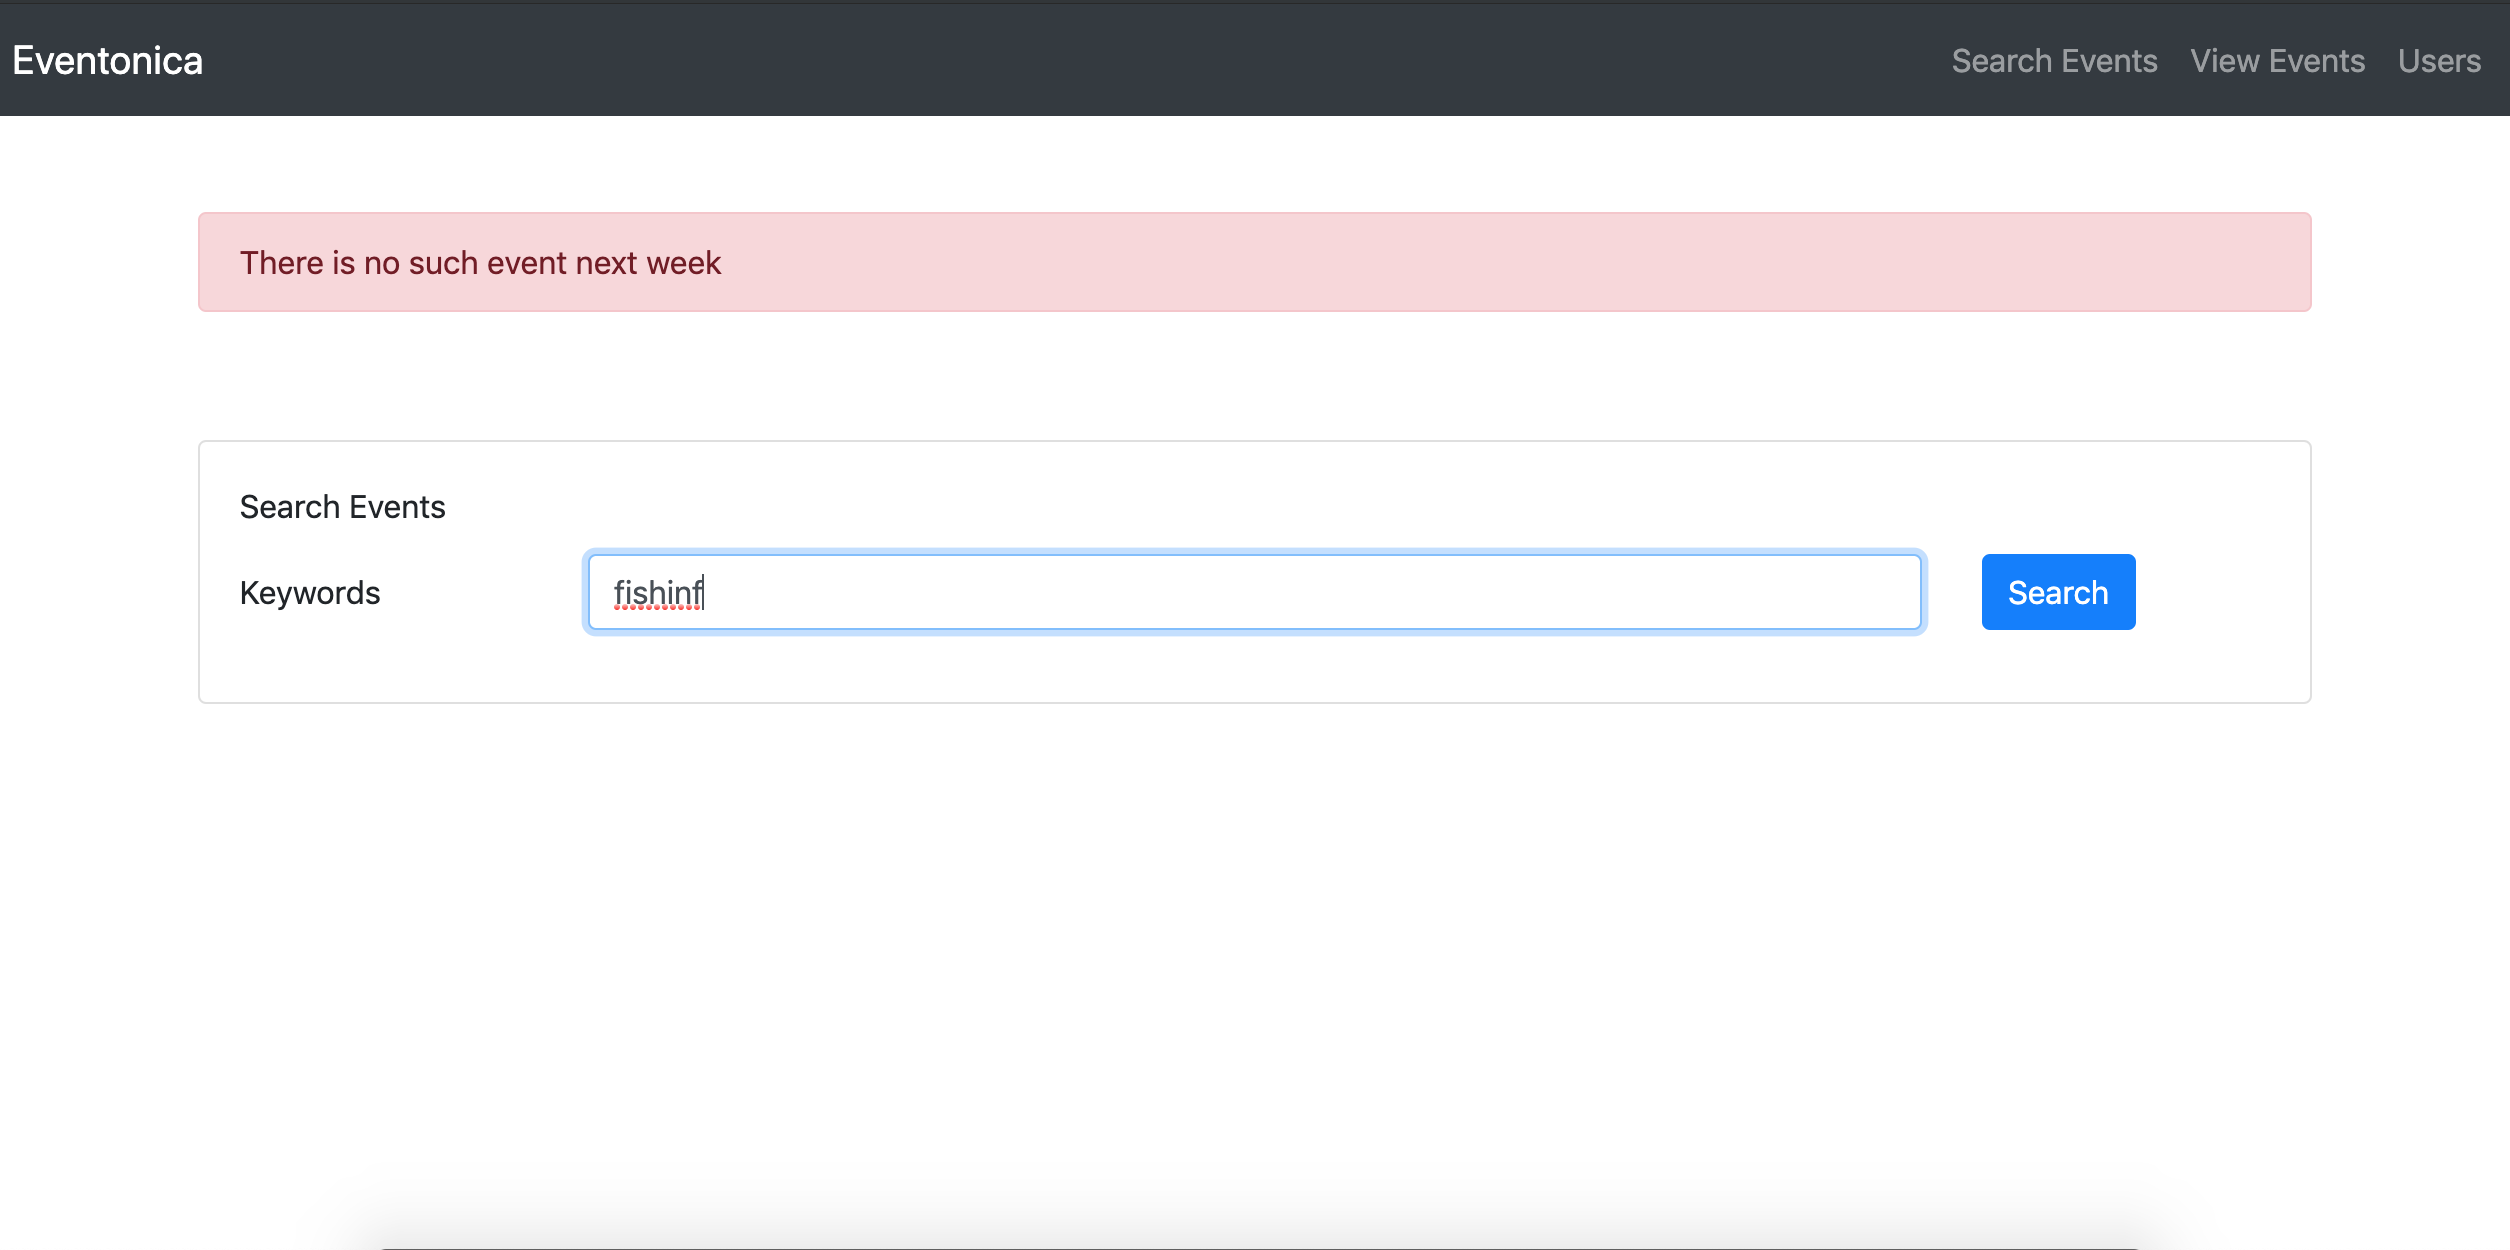 Eventonica
Search Events View Events Users
There is no such event next week
Search Events
Keywords
fishinf
Search